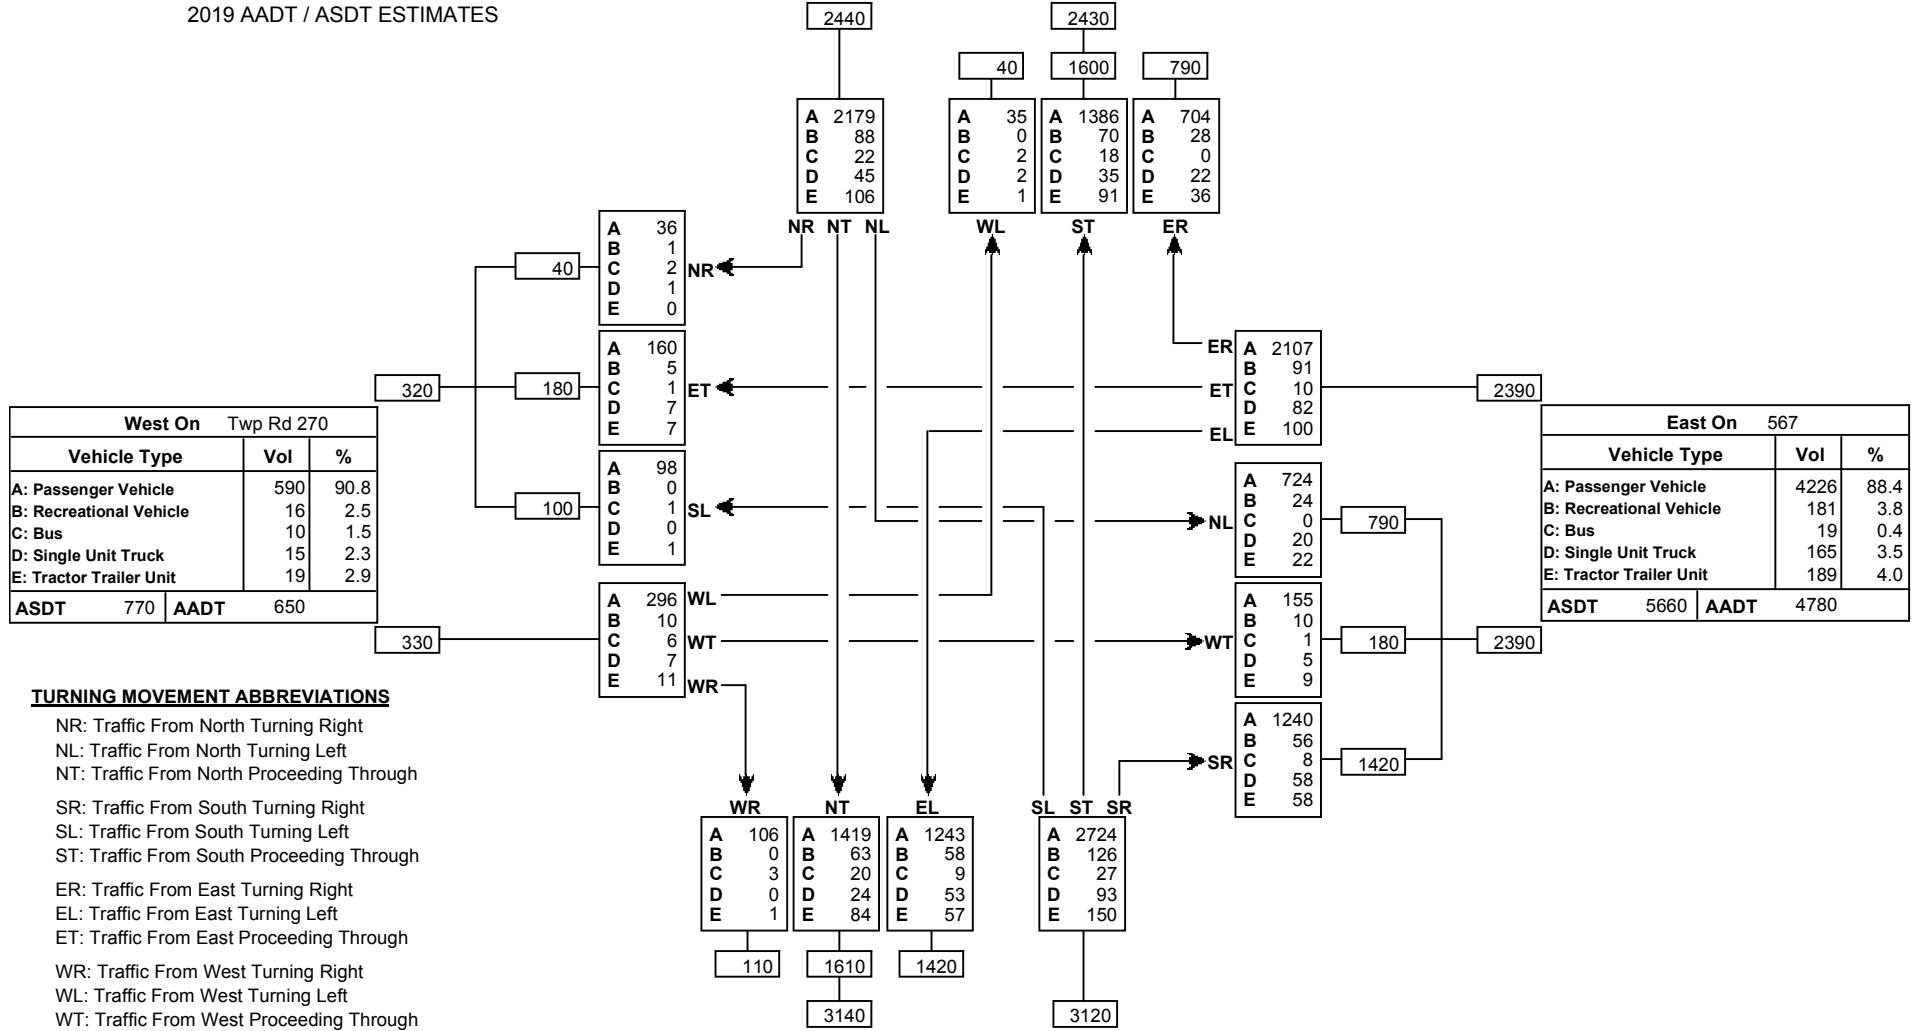 2019 AADT / ASDT ESTIMATES
2440
2430
40
1600
790
A 2179
B 88
C 22
D 45
E 106
A 35
B 0
C 2
D 2
E 1
A 1386
B 70
C 18
D 35
E 91
A 704
B 28
C 0
D 22
E 36
NR NT NL
WL
ST
ER
40
A 36
B 1
C 2
D 1
E 0
NR
320
180
A 160
B 5
C 1
D 7
E 7
ET
100
A 98
B 0
C 1
D 0
E 1
SL
ER
ET
EL
A 2107
B 91
C 10
D 82
E 100
2390
NL
A 724
B 24
C 0
D 20
E 22
790
West On Twp Rd 270
Vehicle Type Vol %
A: Passenger Vehicle 590 90.8
B: Recreational Vehicle 16 2.5
C: Bus 10 1.5
D: Single Unit Truck 15 2.3
E: Tractor Trailer Unit 19 2.9
ASDT 770 AADT 650
East On 567
Vehicle Type Vol %
A: Passenger Vehicle 4226 88.4
B: Recreational Vehicle 181 3.8
C: Bus 19 0.4
D: Single Unit Truck 165 3.5
E: Tractor Trailer Unit 189 4.0
ASDT 5660 AADT 4780
330
A 296
B 10
C 6
D 7
E 11
WL
WT
WR
WT
A 155
B 10
C 1
D 5
E 9
180
2390
SR
A 1240
B 56
C 8
D 58
E 58
1420
TURNING MOVEMENT ABBREVIATIONS
NR: Traffic From North Turning Right
NL: Traffic From North Turning Left
NT: Traffic From North Proceeding Through
SR: Traffic From South Turning Right
SL: Traffic From South Turning Left
ST: Traffic From South Proceeding Through
ER: Traffic From East Turning Right
EL: Traffic From East Turning Left
ET: Traffic From East Proceeding Through
WR: Traffic From West Turning Right
WL: Traffic From West Turning Left
WT: Traffic From West Proceeding Through
WR
NT
EL
SL ST SR
A 106
B 0
C 3
D 0
E 1
A 1419
B 63
C 20
D 24
E 84
A 1243
B 58
C 9
D 53
E 57
A 2724
B 126
C 27
D 93
E 150
110
1610
1420
3140
3120